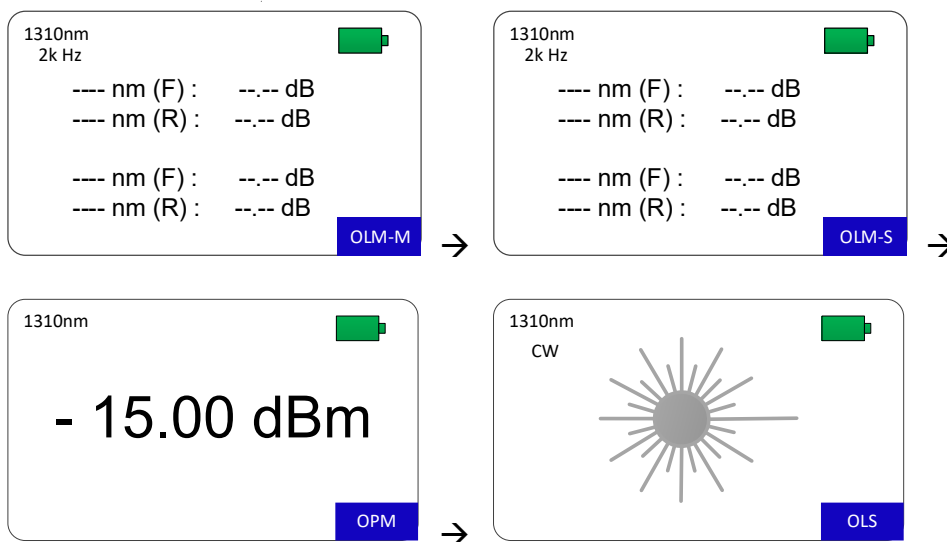 1310nm
2k Hz
---- nm (F) : --.-- dB
---- nm (R) : --.-- dB
---- nm (F) : --.-- dB
---- nm (R) : --.-- dB
OLM-M
→
1310nm
2k Hz
---- nm (F) : --.-- dB
---- nm (R) : --.-- dB
---- nm (F) : --.-- dB
---- nm (R) : --.-- dB
OLM-S
→
1310nm
- 15.00 dBm
OPM
→
1310nm
CW
OLS